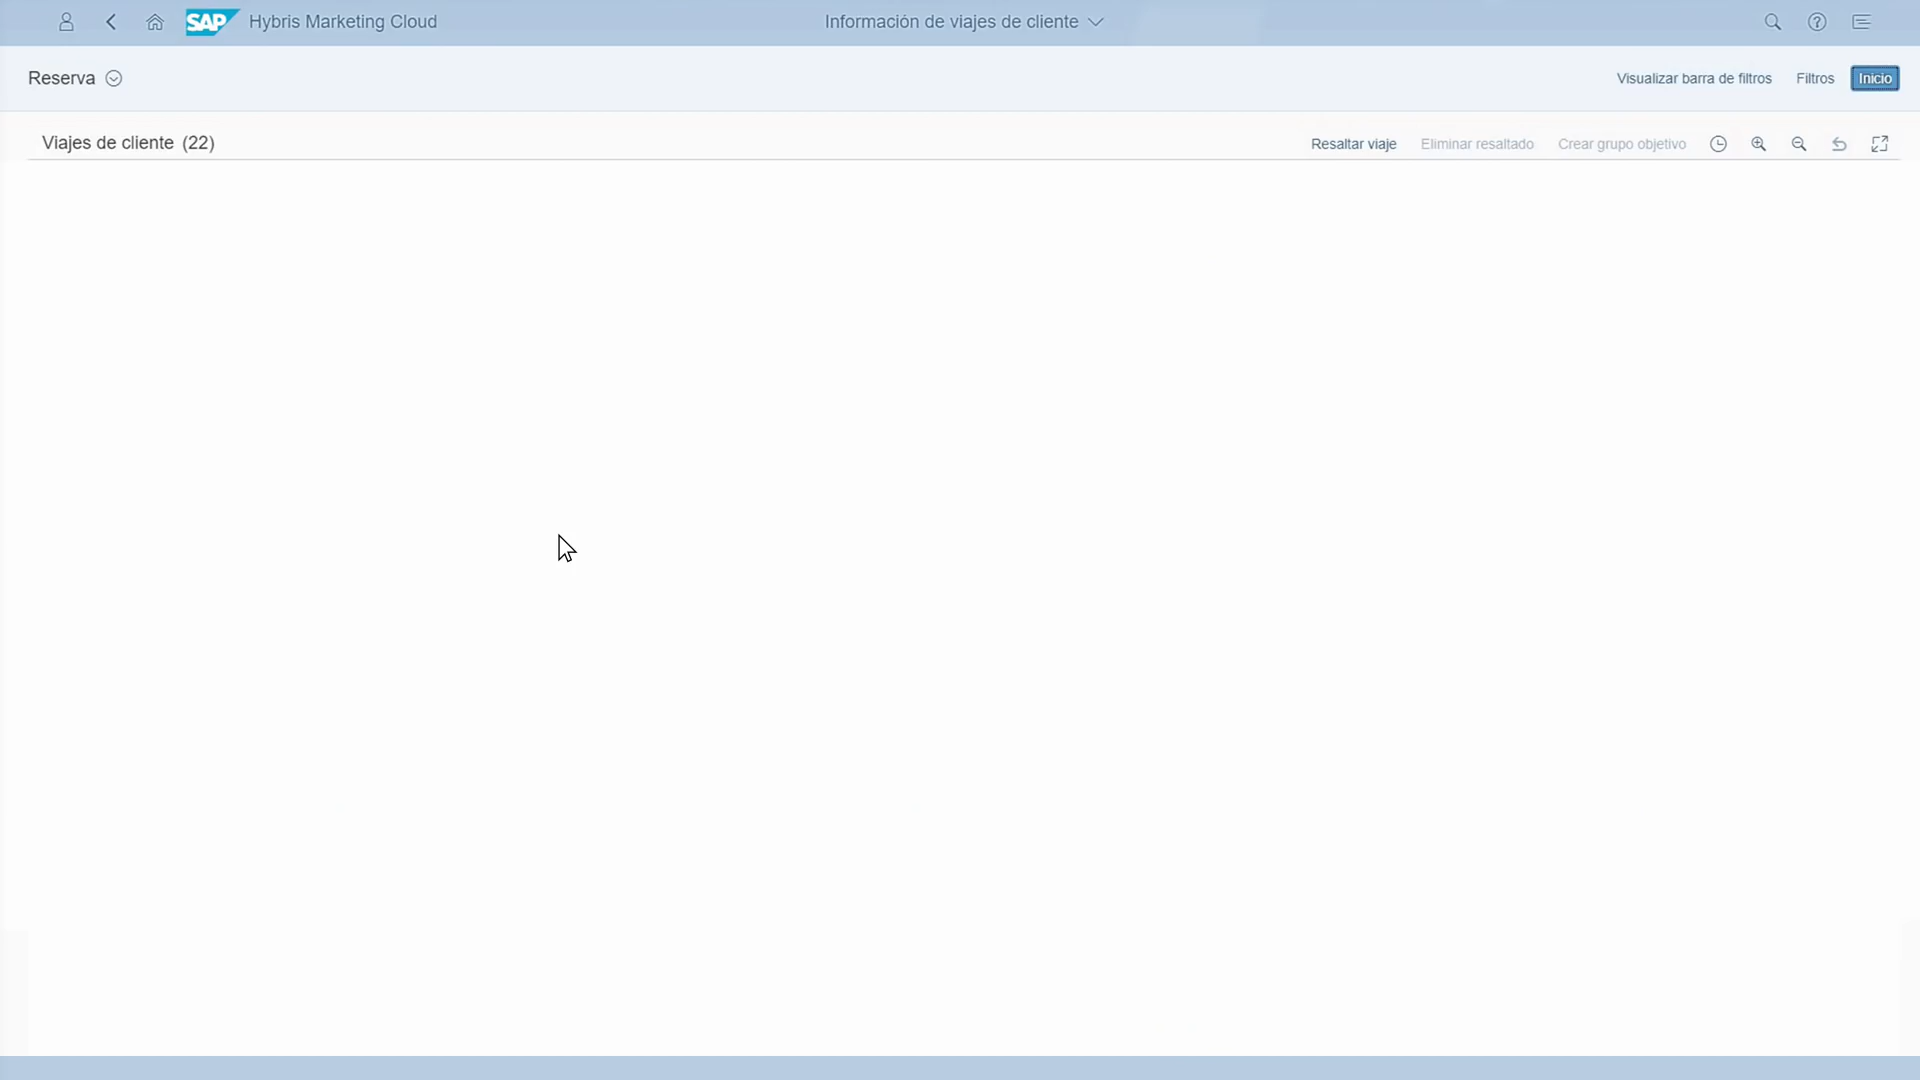 SAP Hybris Marketing Cloud
Información de viajes de cliente
Reserva
Visualizar barra de filtros
Filtros
Inicio
Viajes de cliente (22)
Resaltar viaje
Eliminar resaltado
Crear grupo objetivo